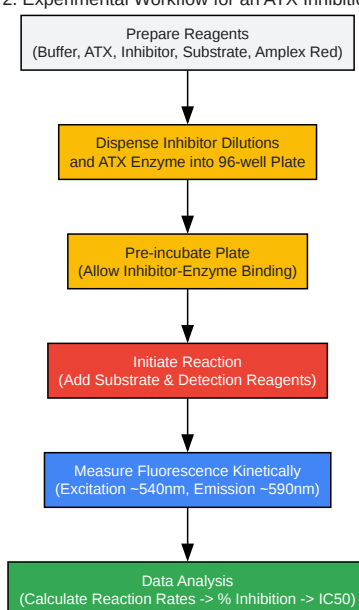 2. Experimental Workflow for an ATX
Prepare Reagents
(Buffer, ATX, Inhibitor, Substrate, Amplex Red)
Dispense Inhibitor Dilutions
and ATX Enzyme into 96-well Plate
Pre-incubate Plate
(Allow Inhibitor-Enzyme Binding)
Initiate Reaction
(Add Substrate & Detection Reagents)
Measure Fluorescence Kinetically
(Excitation ~540nm, Emission ~590nm)
Data Analysis
(Calculate Reaction Rates -> % Inhibition -> IC50)